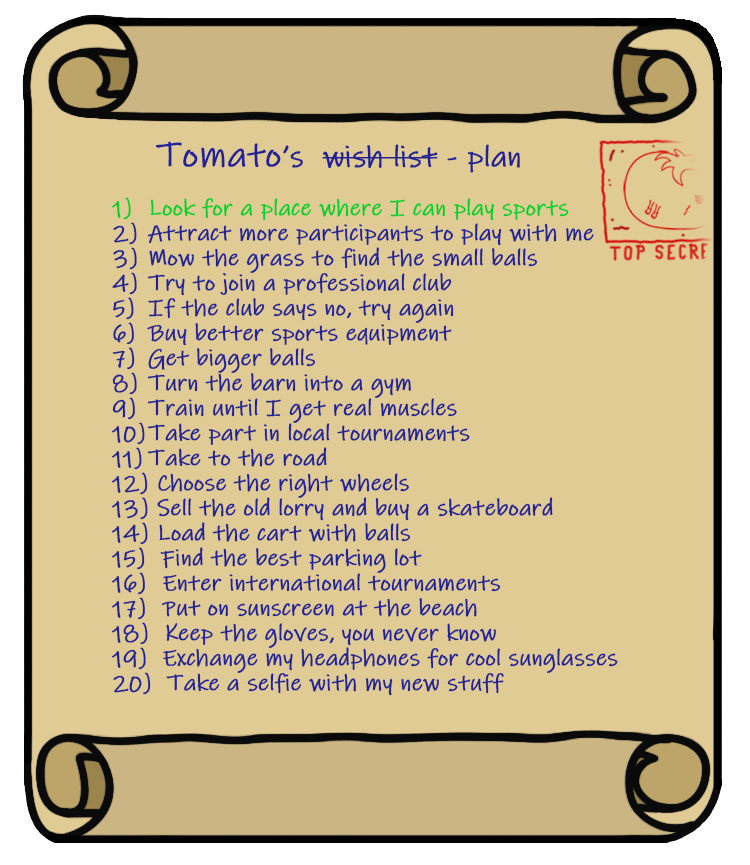 Tomato's wish list - plan
1) Look for a place where I can play sports
2) Attract more participants to play with me
3) Mow the grass to find the small balls
4) Try to join a professional club
5) If the club says no, try again
6) Buy better sports equipment
7) Get bigger balls
8) Turn the barn into a gym
9) Train until I get real muscles
10) Take part in local tournaments
11) Take to the road
12) Choose the right wheels
13) Sell the old lorry and buy a skateboard
14) Load the cart with balls
15) Find the best parking lot
16) Enter international tournaments
17) Put on sunscreen at the beach
18) Keep the gloves, you never know
19) Exchange my headphones for cool sunglasses
20) Take a selfie with my new stuff
TOP SECRE